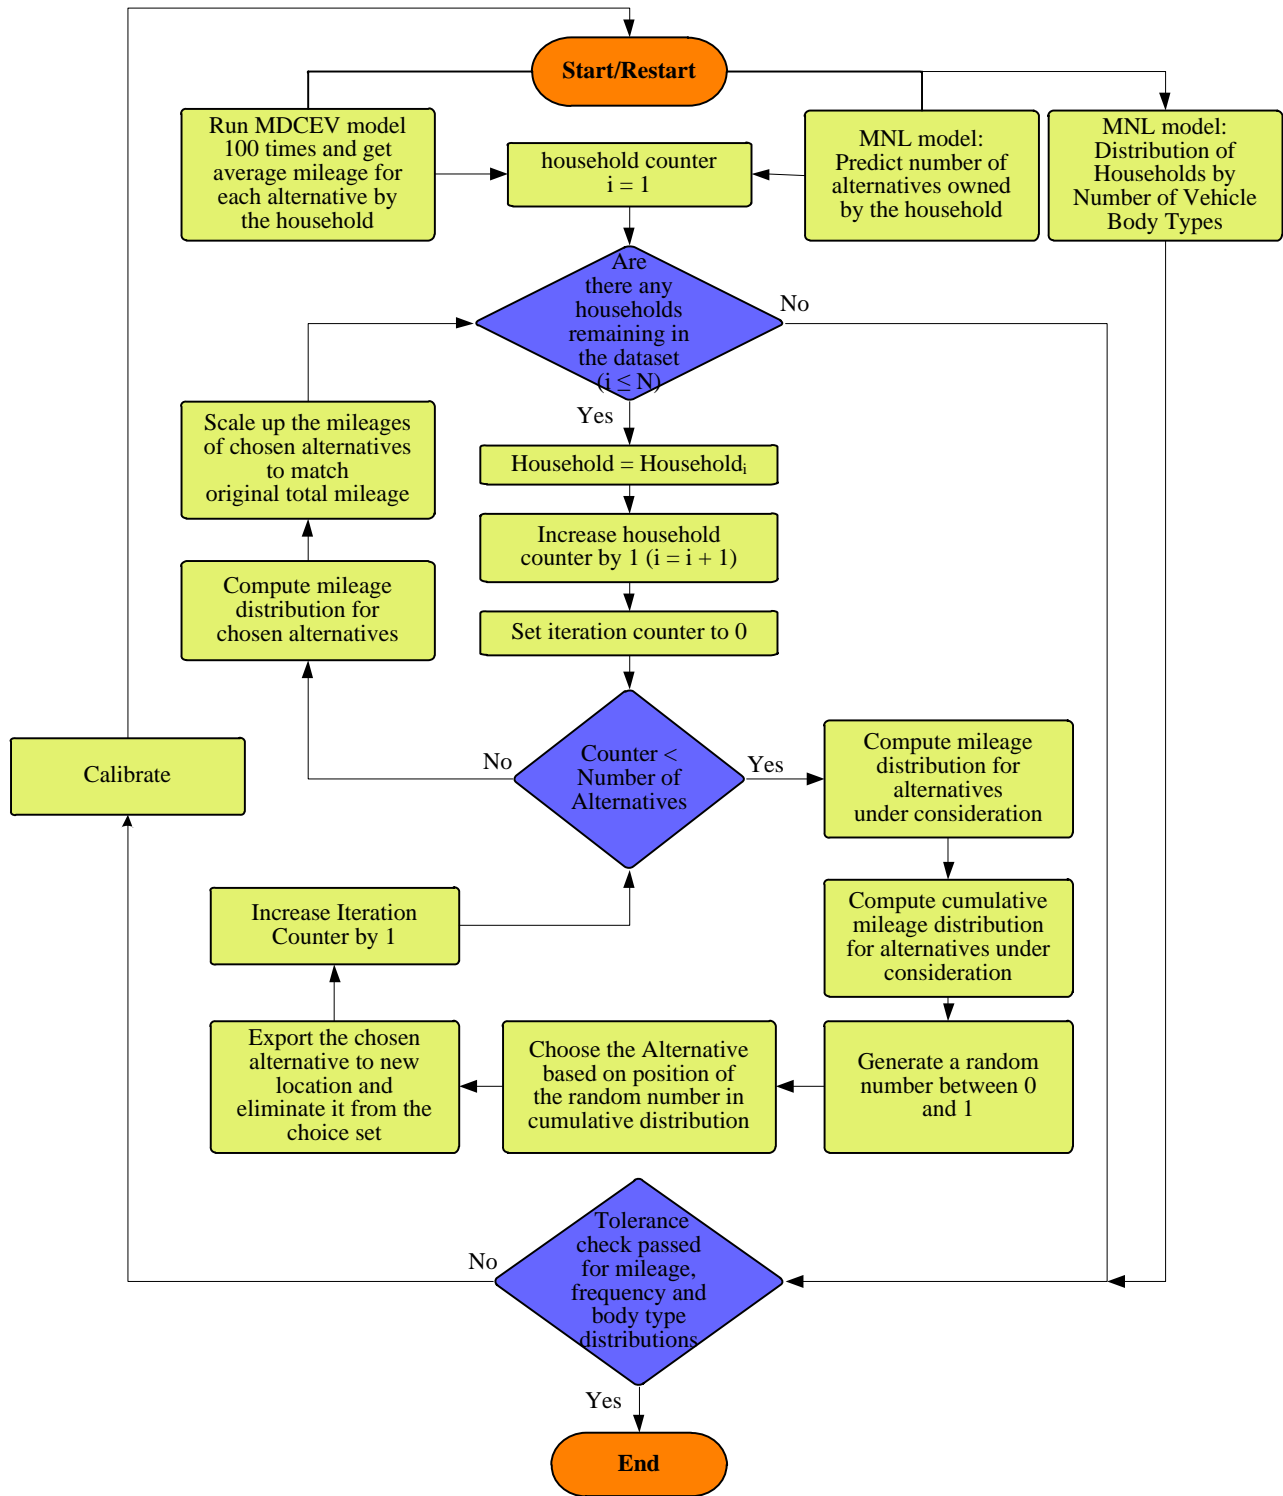 Start/Restart
Run MDCEV model
100 times and get
average mileage for
each alternative by
the household
household counter
i = 1
MNL model:
Predict number of
alternatives owned
by the household
MNL model:
Distribution of
Households by
Number of Vehicle
Body Types
Are
there any
households
remaining in
the dataset
(i ≤ N)
No
Yes
Scale up the mileages
of chosen alternatives
to match
original total mileage
Household = Householdᵢ
Increase household
counter by 1 (i = i + 1)
Compute mileage
distribution for
chosen alternatives
Set iteration counter to 0
Counter <
Number of
Alternatives
No
Yes
Calibrate
Compute mileage
distribution for
alternatives
under consideration
Compute cumulative
mileage distribution
for alternatives under
consideration
Increase Iteration
Counter by 1
Export the chosen
alternative to new
location and
eliminate it from the
choice set
Choose the Alternative
based on position of
the random number in
cumulative distribution
Generate a random
number between 0
and 1
Tolerance
check passed
for mileage,
frequency and
body type
distributions
No
Yes
End